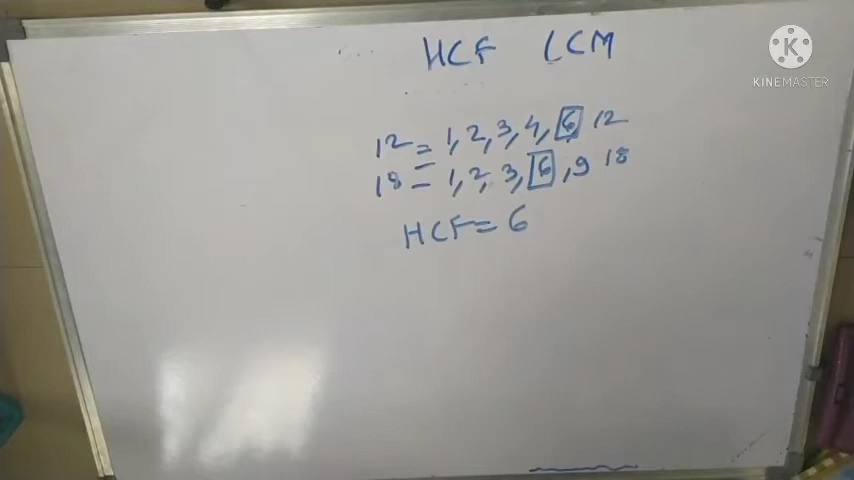 HCF LCM
K
KINEMASTER
12 = 1, 2, 3, 4, 6, 12
18 = 1, 2, 3, 6, 9 18
HCF = 6